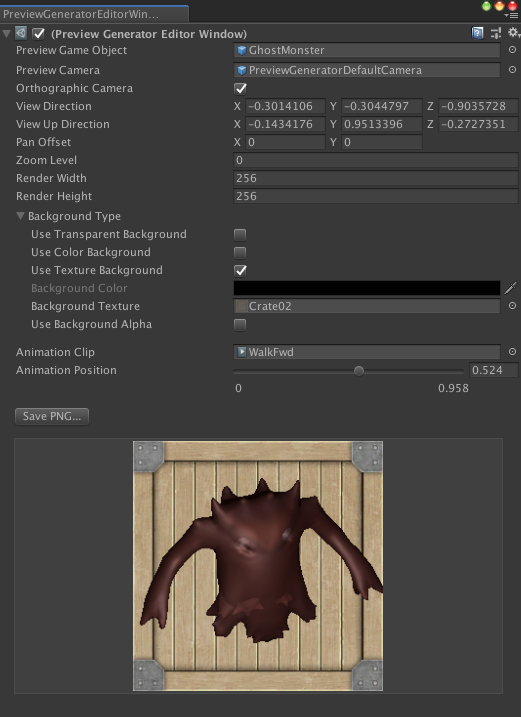 PreviewGeneratorEditorWin...
(Preview Generator Editor Window)
Preview Game Object GhostMonster
Preview Camera PreviewGeneratorDefaultCamera
Orthographic Camera
View Direction X -0.3014106 Y -0.3044797 Z -0.9035728
View Up Direction X -0.1434176 Y 0.9513396 Z -0.2727351
Pan Offset X 0 Y 0
Zoom Level 0
Render Width 256
Render Height 256
Background Type
Use Transparent Background
Use Color Background
Use Texture Background
Background Color
Background Texture Crate02
Use Background Alpha
Animation Clip WalkFwd
Animation Position 0.524
0 0.958
Save PNG...